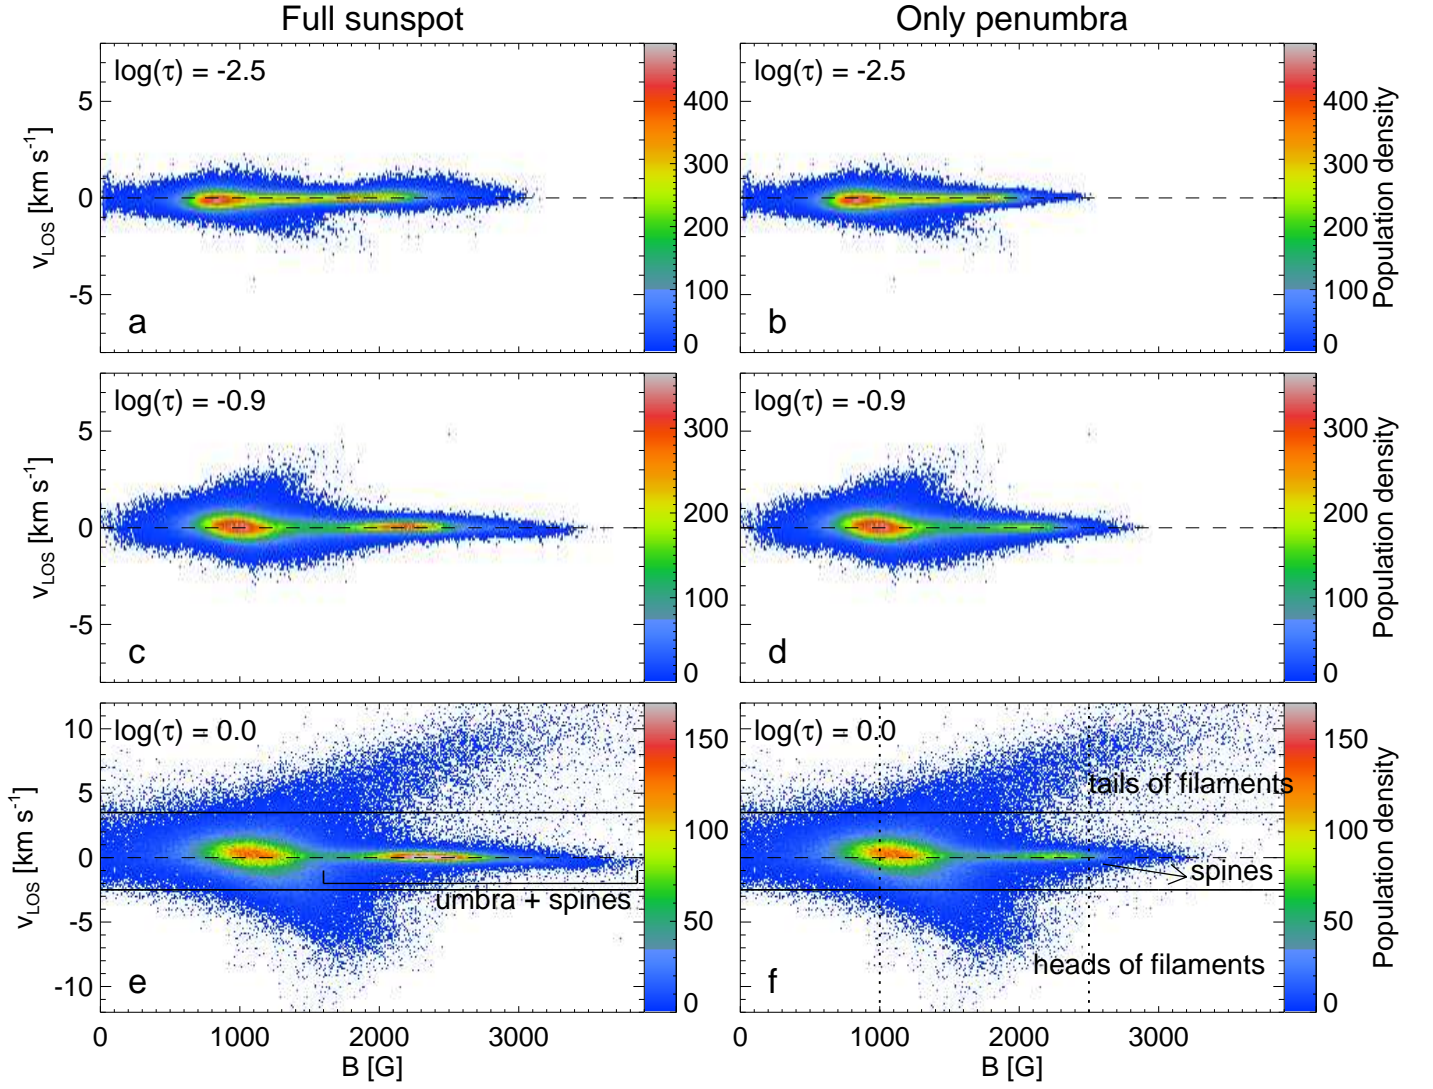 Full sunspot
Only penumbra
log(τ) = -2.5
v_LOS [km s⁻¹]
5
0
-5
a
400
300
200
100
0
log(τ) = -2.5
b
400
300
200
100
0
Population density
log(τ) = -0.9
v_LOS [km s⁻¹]
5
0
-5
c
300
200
100
0
log(τ) = -0.9
d
300
200
100
0
Population density
log(τ) = 0.0
v_LOS [km s⁻¹]
10
5
0
-5
-10
umbra + spines
e
150
100
50
0
log(τ) = 0.0
tails of filaments
spines
heads of filaments
f
150
100
50
0
Population density
0 1000 2000 3000
B [G]
0 1000 2000 3000
B [G]